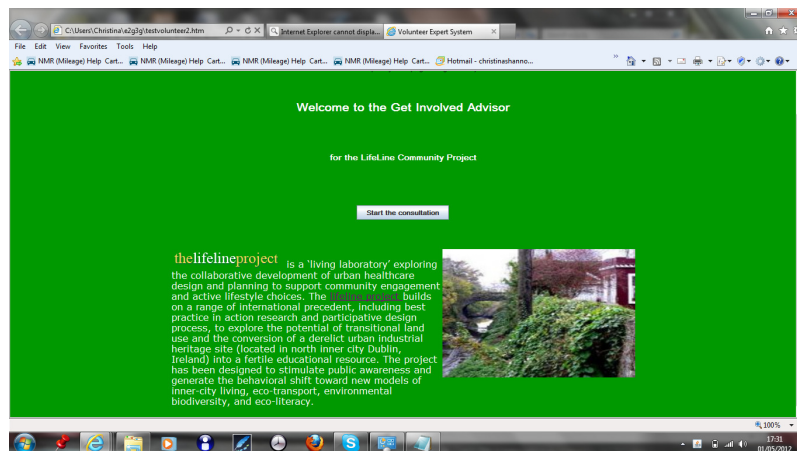 C:\Users\Christina\e2g3g\testvolunteer2.htm
Internet Explorer cannot displa...
Volunteer Expert System
File Edit View Favorites Tools Help
NMR (Mileage) Help Cart... NMR (Mileage) Help Cart... NMR (Mileage) Help Cart... NMR (Mileage) Help Cart... Hotmail - christinashanno...
Welcome to the Get Involved Advisor
for the LifeLine Community Project
Start the consultation
thelifelineproject is a 'living laboratory' exploring
the collaborative development of urban healthcare
design and planning to support community engagement
and active lifestyle choices. The lifeline project builds
on a range of international precedent, including best
practice in action research and participative design
process, to explore the potential of transitional land
use and the conversion of a derelict urban industrial
heritage site (located in north inner city Dublin,
Ireland) into a fertile educational resource. The project
has been designed to stimulate public awareness and
generate the behavioral shift toward new models of
inner-city living, eco-transport, environmental
biodiversity, and eco-literacy.
100%
17:31
01/05/2012